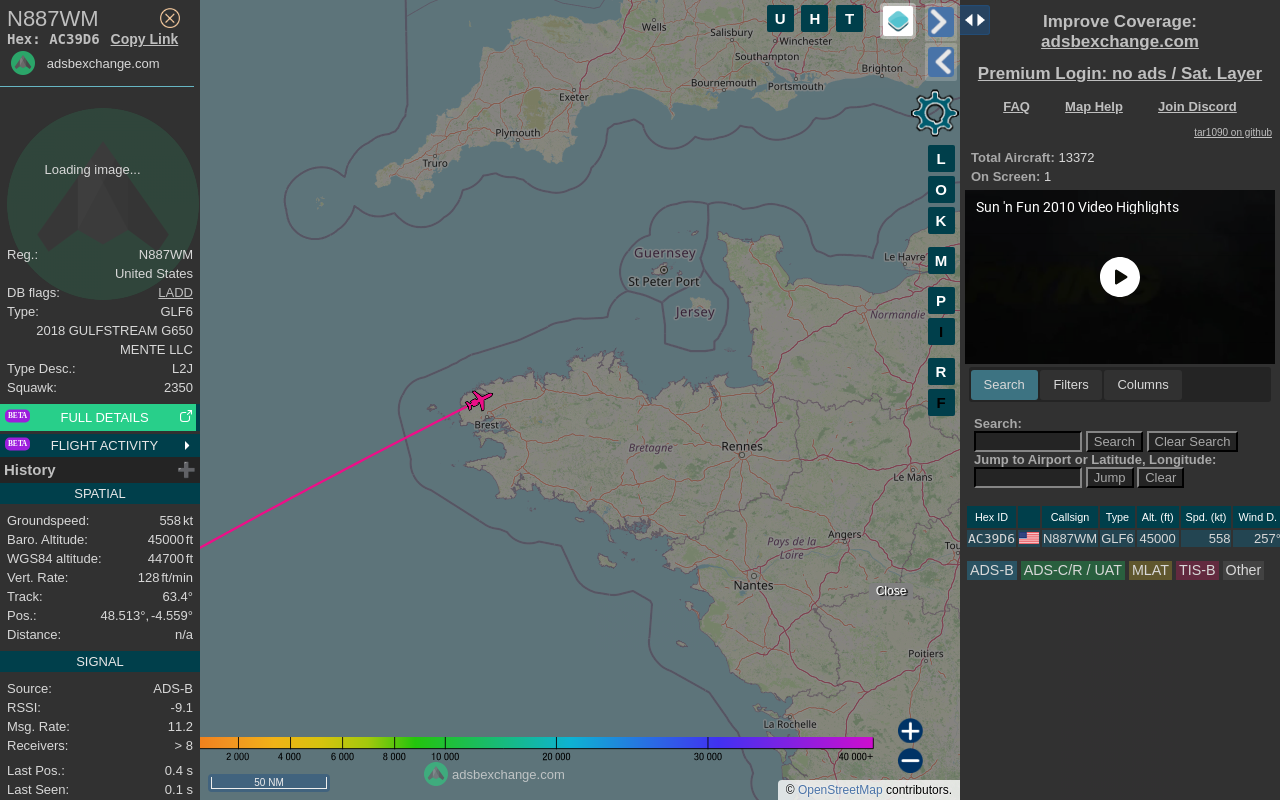 N887WM
Hex: AC39D6 Copy Link
adsbexchange.com
Loading image...
Reg.: N887WM
United States
DB flags: LADD
Type: GLF6
2018 GULFSTREAM G650
MENTE LLC
Type Desc.: L2J
Squawk: 2350
BETA FULL DETAILS
BETA FLIGHT ACTIVITY
History
SPATIAL
Groundspeed: 558 kt
Baro. Altitude: 45000 ft
WGS84 altitude: 44700 ft
Vert. Rate: 128 ft/min
Track: 63.4°
Pos.: 48.513°, -4.559°
Distance: n/a
SIGNAL
Source: ADS-B
RSSI: -9.1
Msg. Rate: 11.2
Receivers: > 8
Last Pos.: 0.4 s
Last Seen: 0.1 s
U H T
Wells
Salisbury
Winchester
Southampton
Brighton
Bournemouth
Portsmouth
Exeter
Plymouth
Truro
L
O
K
M
P
I
R
F
Guernsey
St Peter Port
Jersey
Le Havre
Normandie
Brest
Bretagne
Rennes
Le Mans
Angers
Pays de la
Loire
Tou
Nantes
Close
Poitiers
La Rochelle
2 000 4 000 6 000 8 000 10 000 20 000 30 000 40 000+
adsbexchange.com
50 NM
© OpenStreetMap contributors.
Improve Coverage:
adsbexchange.com
Premium Login: no ads / Sat. Layer
FAQ Map Help Join Discord
tar1090 on github
Total Aircraft: 13372
On Screen: 1
Sun 'n Fun 2010 Video Highlights
Search Filters Columns
Search:
Search Clear Search
Jump to Airport or Latitude, Longitude:
Jump Clear
Hex ID Callsign Type Alt. (ft) Spd. (kt) Wind D.
AC39D6 N887WM GLF6 45000 558 257°
ADS-B ADS-C/R / UAT MLAT TIS-B Other